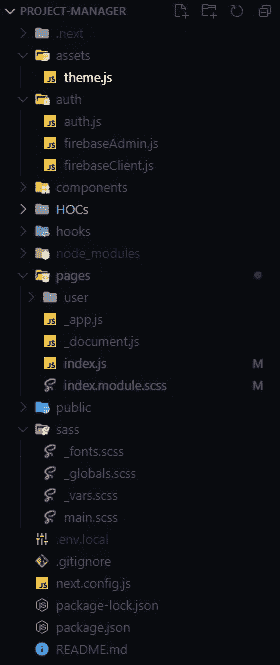 PROJECT-MANAGER
.next
assets
theme.js
auth
auth.js
firebaseAdmin.js
firebaseClient.js
components
HOCs
hooks
node_modules
pages
user
_app.js
_document.js
index.js M
index.module.scss M
public
sass
_fonts.scss
_globals.scss
_vars.scss
main.scss
.env.local
.gitignore
next.config.js
package-lock.json
package.json
README.md